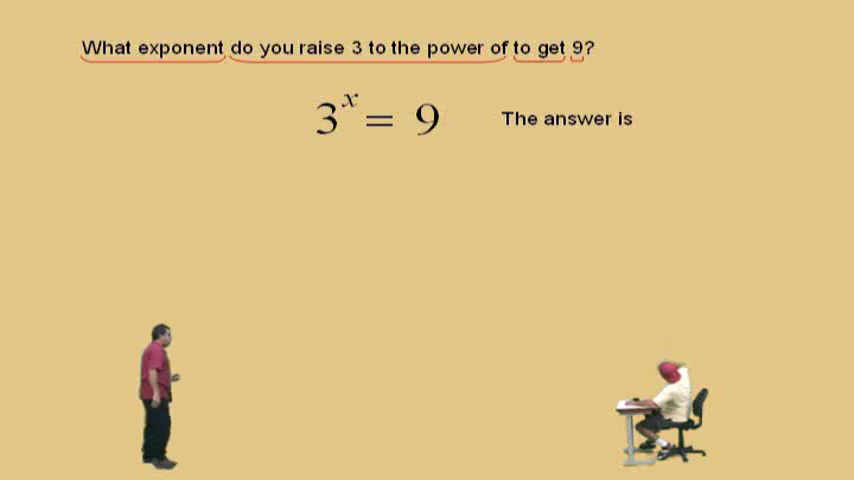 What exponent do you raise 3 to the power of to get 9?
3^x = 9 The answer is